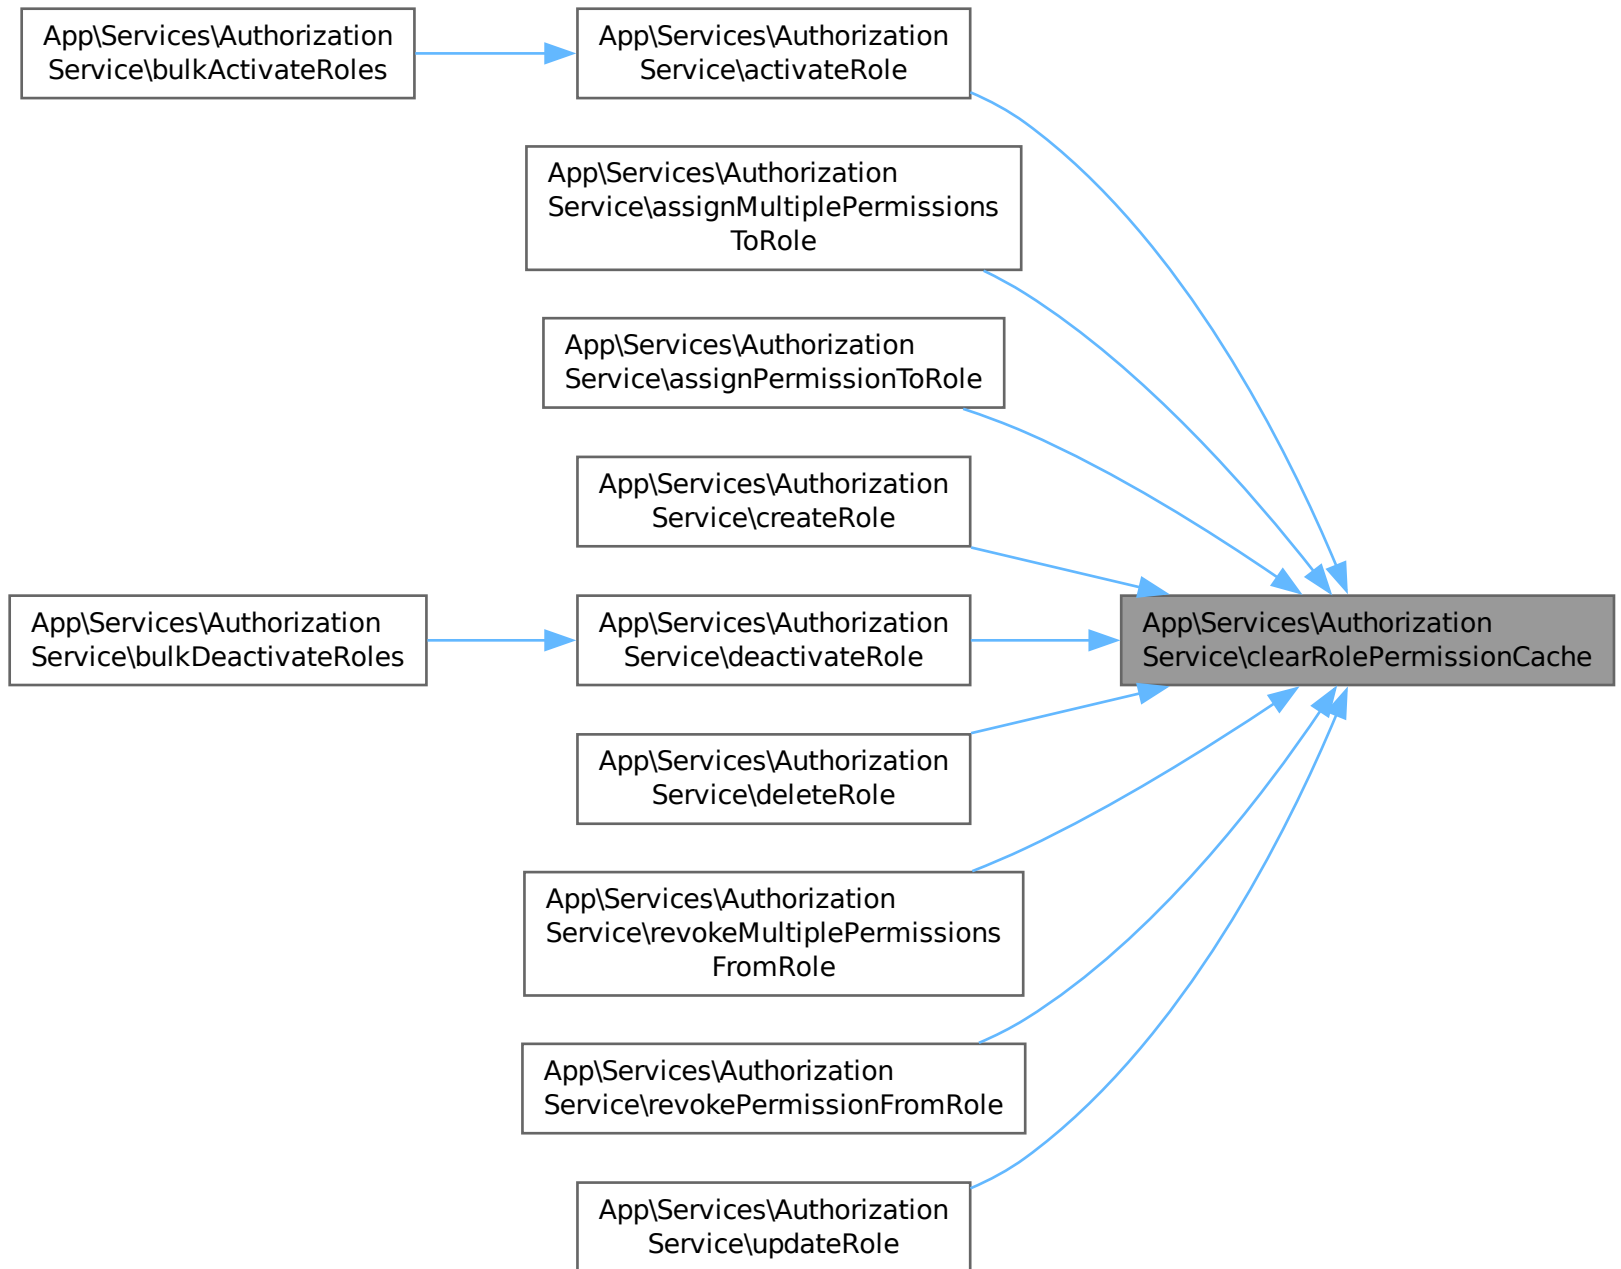 App\Services\Authorization
Service\bulkActivateRoles
App\Services\Authorization
Service\activateRole
App\Services\Authorization
Service\assignMultiplePermissions
ToRole
App\Services\Authorization
Service\assignPermissionToRole
App\Services\Authorization
Service\createRole
App\Services\Authorization
Service\bulkDeactivateRoles
App\Services\Authorization
Service\deactivateRole
App\Services\Authorization
Service\clearRolePermissionCache
App\Services\Authorization
Service\deleteRole
App\Services\Authorization
Service\revokeMultiplePermissions
FromRole
App\Services\Authorization
Service\revokePermissionFromRole
App\Services\Authorization
Service\updateRole